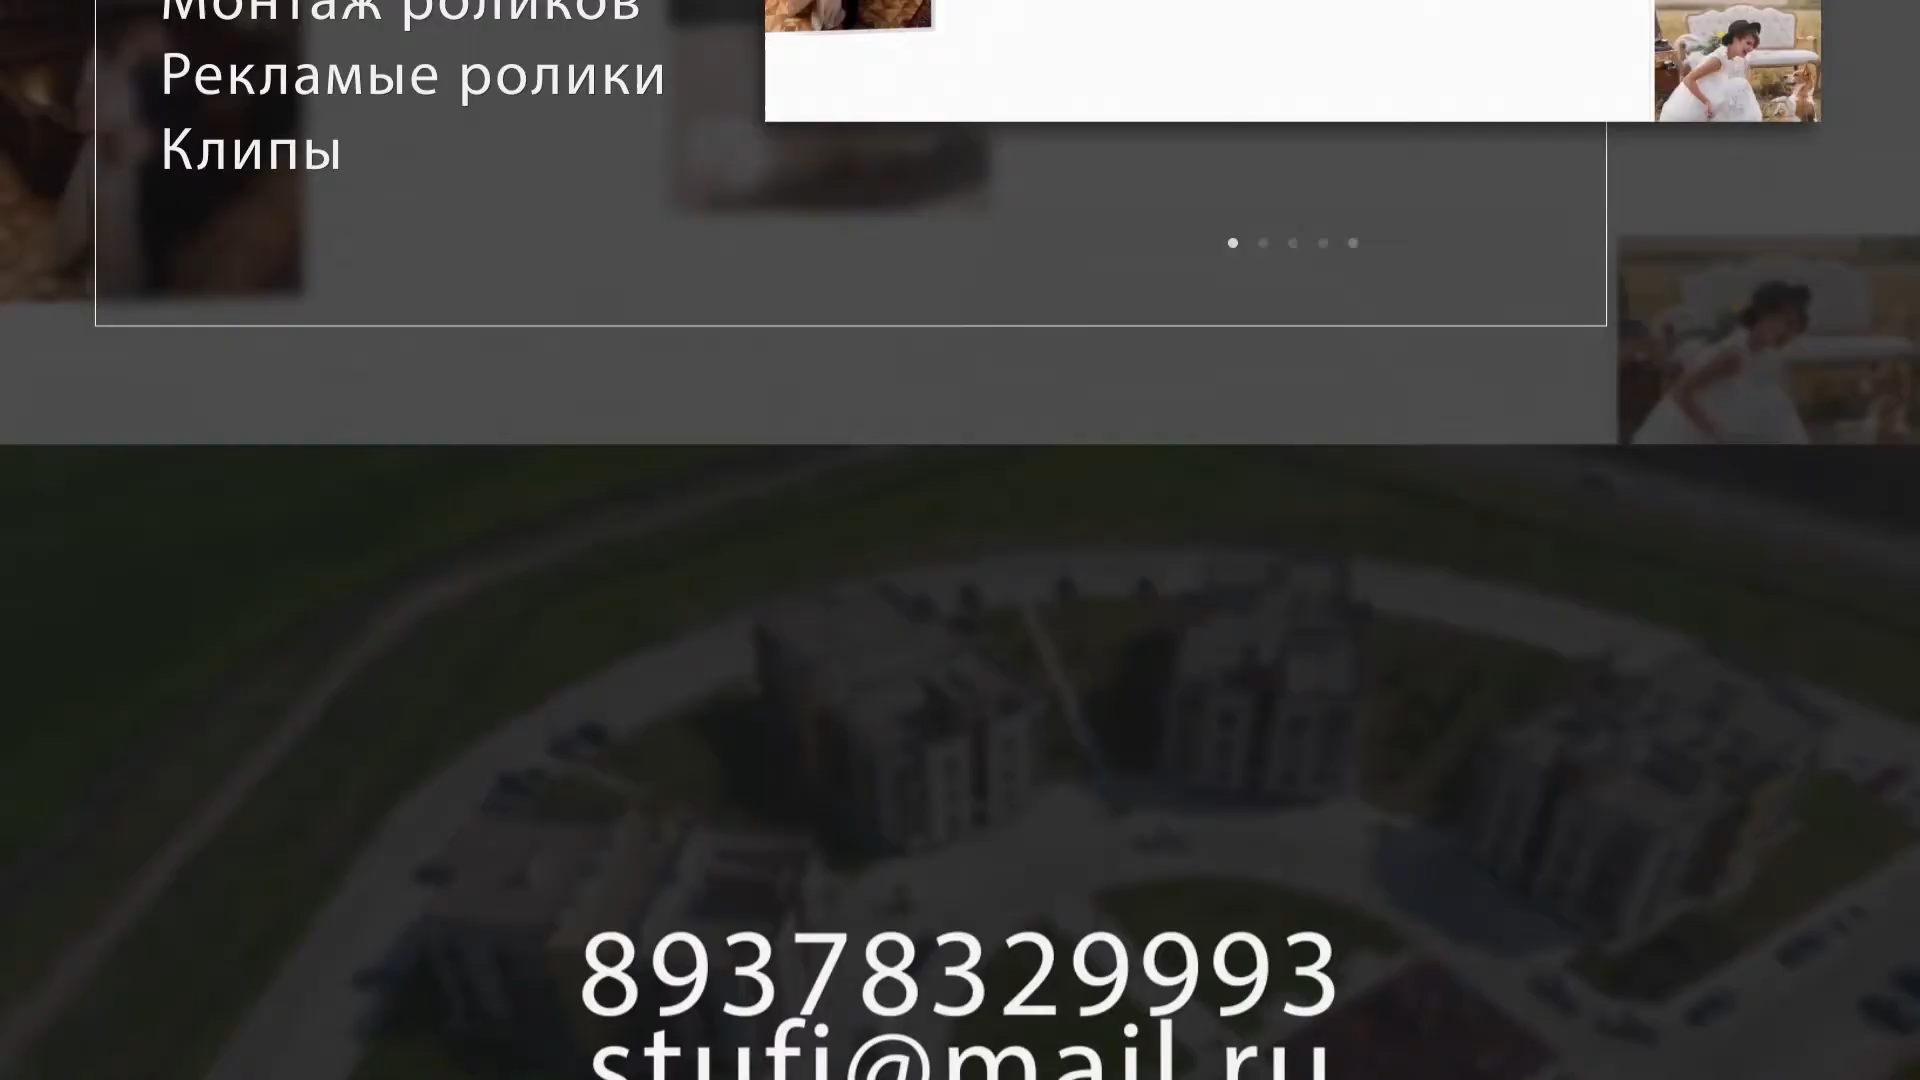 Монтаж роликов
Рекламые ролики
Клипы
89378329993
stufi@mail.ru